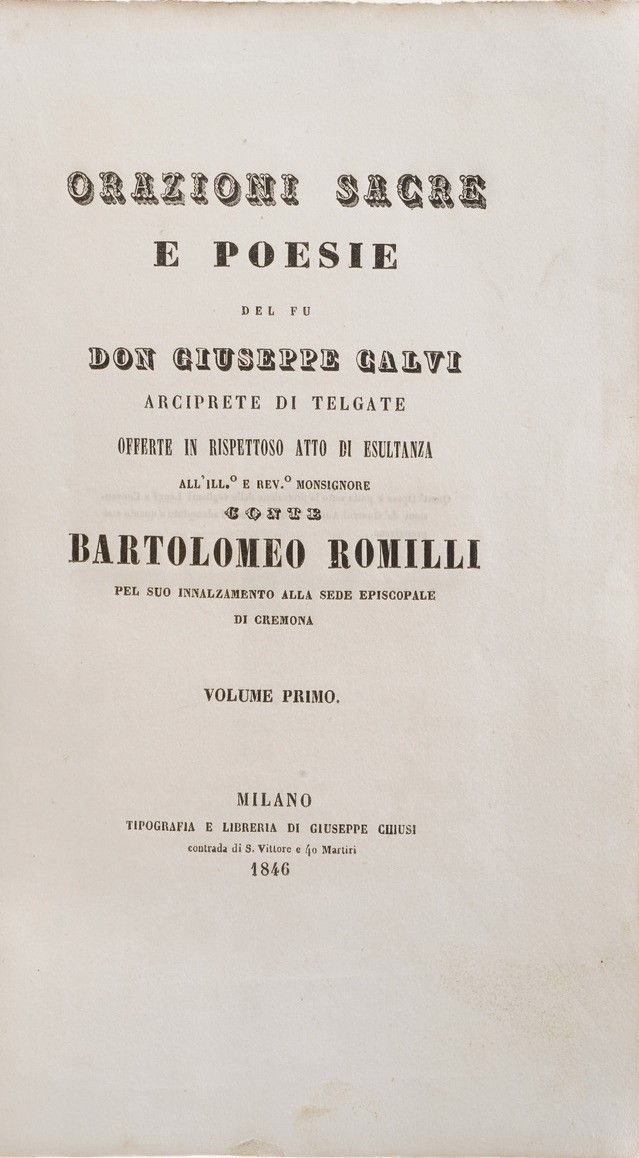 ORAZIONI SACRE
E POESIE
DEL FU
DON GIUSEPPE CALVI
ARCIPRETE DI TELGATE
OFFERTE IN RISPETTOSO ATTO DI ESULTANZA
ALL'ILL.º E REV.º MONSIGNORE
CONTE
BARTOLOMEO ROMILLI
PEL SUO INNALZAMENTO ALLA SEDE EPISCOPALE
DI CREMONA
VOLUME PRIMO.
MILANO
TIPOGRAFIA E LIBRERIA DI GIUSEPPE CHIUSI
contrada di S. Vittore e 40 Martiri
1846